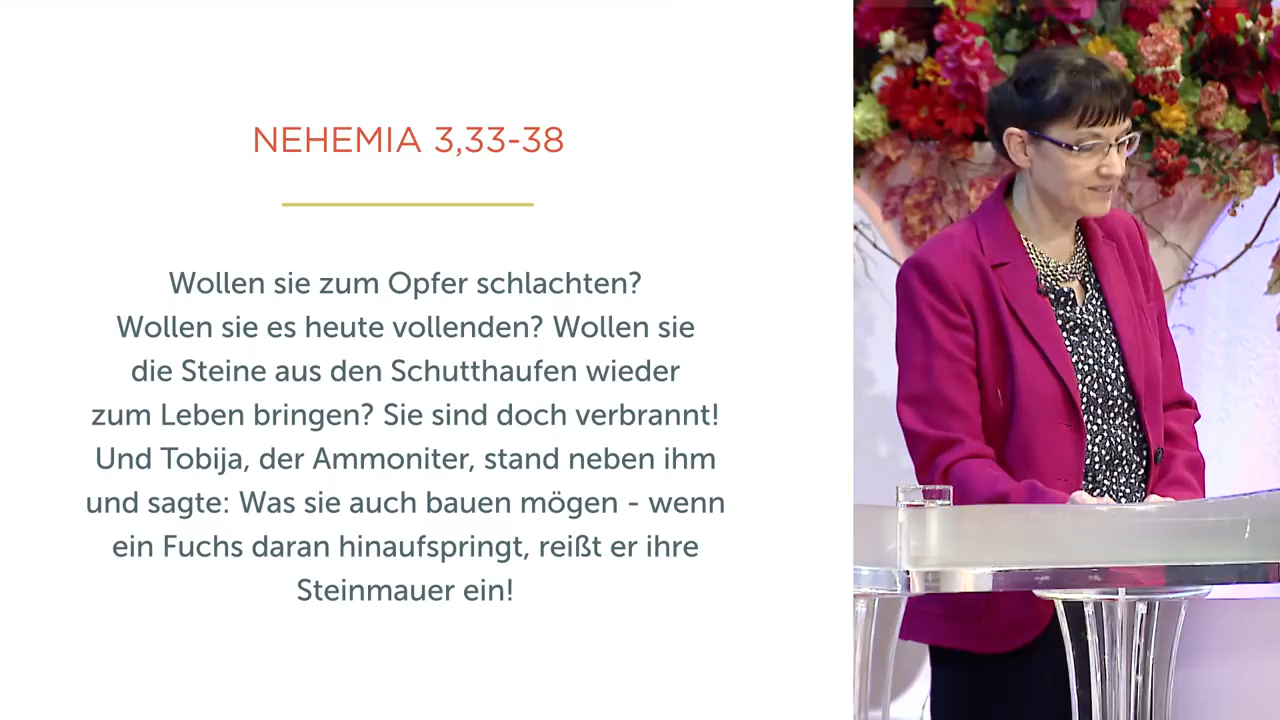 NEHEMIA 3,33-38
Wollen sie zum Opfer schlachten?
Wollen sie es heute vollenden? Wollen sie
die Steine aus den Schutthaufen wieder
zum Leben bringen? Sie sind doch verbrannt!
Und Tobija, der Ammoniter, stand neben ihm
und sagte: Was sie auch bauen mögen - wenn
ein Fuchs daran hinaufspringt, reißt er ihre
Steinmauer ein!